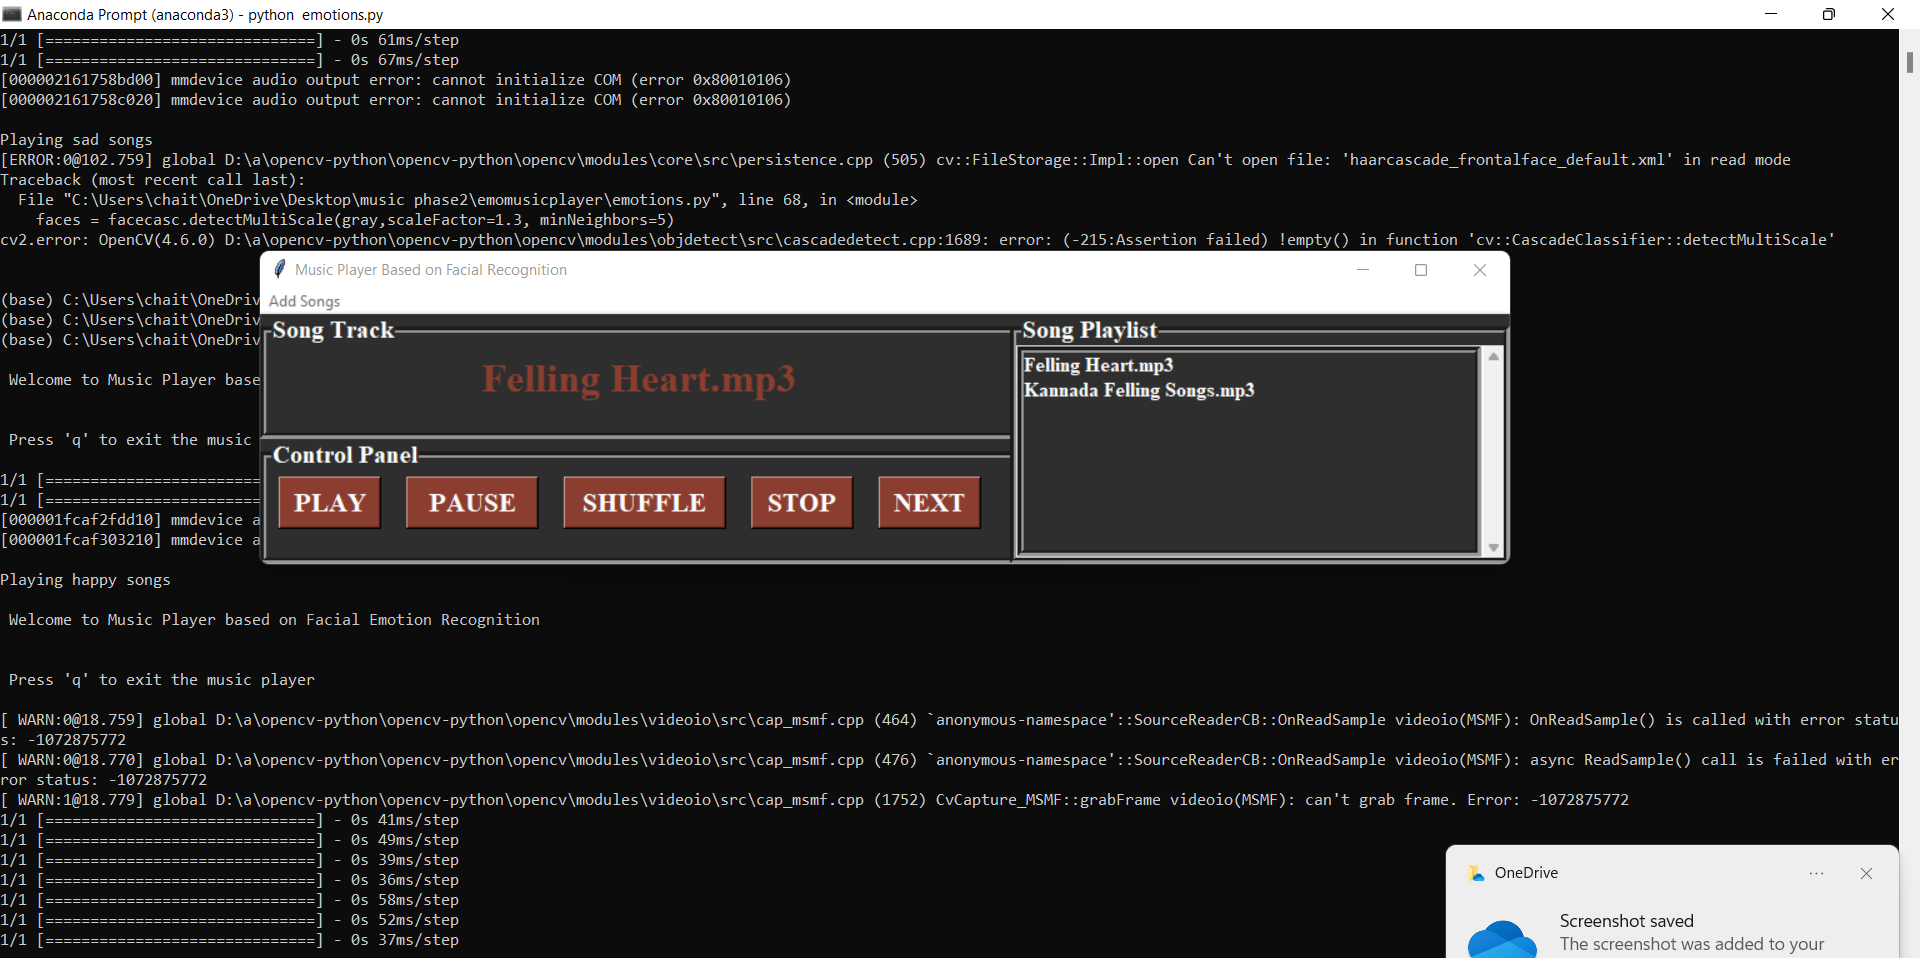 Anaconda Prompt (anaconda3) - python  emotions.py
1/1 [==============================] - 0s 61ms/step
1/1 [==============================] - 0s 67ms/step
[000002161758bd00] mmdevice audio output error: cannot initialize COM (error 0x80010106)
[000002161758c020] mmdevice audio output error: cannot initialize COM (error 0x80010106)
Playing sad songs
[ERROR:0@102.759] global D:\a\opencv-python\opencv-python\opencv\modules\core\src\persistence.cpp (505) cv::FileStorage::Impl::open Can't open file: 'haarcascade_frontalface_default.xml' in read mode
Traceback (most recent call last):
  File "C:\Users\chait\OneDrive\Desktop\music phase2\emomusicplayer\emotions.py", line 68, in <module>
    faces = facecasc.detectMultiScale(gray,scaleFactor=1.3, minNeighbors=5)
cv2.error: OpenCV(4.6.0) D:\a\opencv-python\opencv-python\opencv\modules\objdetect\src\cascadedetect.cpp:1689: error: (-215:Assertion failed) !empty() in function 'cv::CascadeClassifier::detectMultiScale'
(base) C:\Users\chait\OneDriv
(base) C:\Users\chait\OneDriv
(base) C:\Users\chait\OneDriv
Welcome to Music Player base
Press 'q' to exit the music
1/1 [========================
1/1 [========================
[000001fcaf2fdd10] mmdevice a
[000001fcaf303210] mmdevice a
Music Player Based on Facial Recognition
Add Songs
Song Track
Felling Heart.mp3
Control Panel
PLAY PAUSE SHUFFLE STOP NEXT
Song Playlist
Felling Heart.mp3
Kannada Felling Songs.mp3
Playing happy songs
Welcome to Music Player based on Facial Emotion Recognition
Press 'q' to exit the music player
[ WARN:0@18.759] global D:\a\opencv-python\opencv-python\opencv\modules\videoio\src\cap_msmf.cpp (464) `anonymous-namespace'::SourceReaderCB::OnReadSample videoio(MSMF): OnReadSample() is called with error statu
s: -1072875772
[ WARN:0@18.770] global D:\a\opencv-python\opencv-python\opencv\modules\videoio\src\cap_msmf.cpp (476) `anonymous-namespace'::SourceReaderCB::OnReadSample videoio(MSMF): async ReadSample() call is failed with er
ror status: -1072875772
[ WARN:1@18.779] global D:\a\opencv-python\opencv-python\opencv\modules\videoio\src\cap_msmf.cpp (1752) CvCapture_MSMF::grabFrame videoio(MSMF): can't grab frame. Error: -1072875772
1/1 [==============================] - 0s 41ms/step
1/1 [==============================] - 0s 49ms/step
1/1 [==============================] - 0s 39ms/step
1/1 [==============================] - 0s 36ms/step
1/1 [==============================] - 0s 58ms/step
1/1 [==============================] - 0s 52ms/step
1/1 [==============================] - 0s 37ms/step
OneDrive
Screenshot saved
The screenshot was added to your